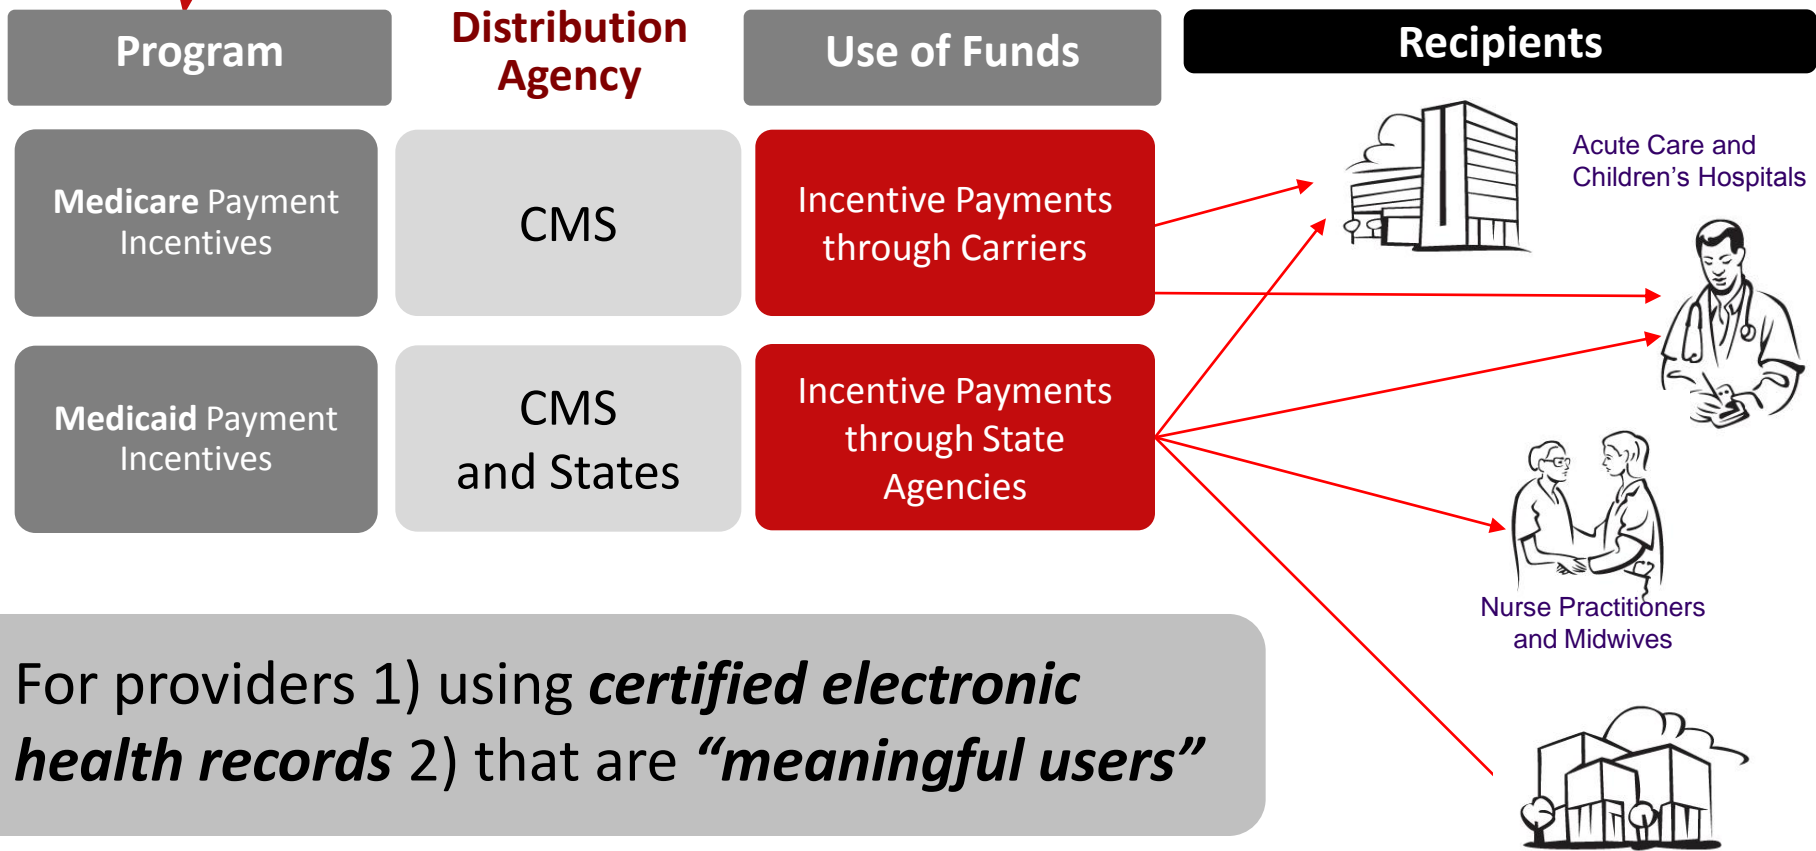 Program
Distribution
Agency
Use of Funds
Recipients
Medicare Payment
Incentives
CMS
Incentive Payments
through Carriers
Acute Care and
Children’s Hospitals
Medicaid Payment
Incentives
CMS
and States
Incentive Payments
through State
Agencies
Nurse Practitioners
and Midwives
For providers 1) using certified electronic
health records 2) that are “meaningful users”